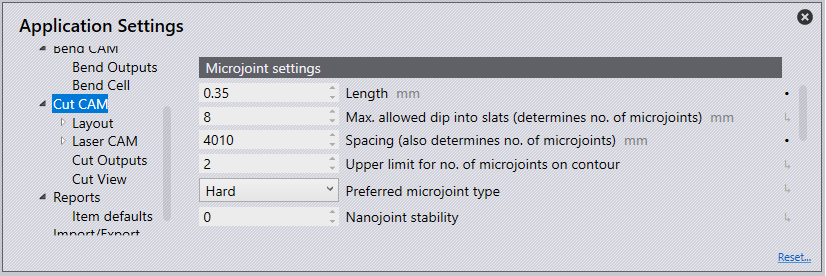 Application Settings
Bend CAM
Bend Outputs
Bend Cell
Cut CAM
Layout
Laser CAM
Cut Outputs
Cut View
Reports
Item defaults
Import/Export
Microjoint settings
0.35 Length mm
8 Max. allowed dip into slats (determines no. of microjoints) mm
4010 Spacing (also determines no. of microjoints) mm
2 Upper limit for no. of microjoints on contour
Hard Preferred microjoint type
0 Nanojoint stability
Reset...